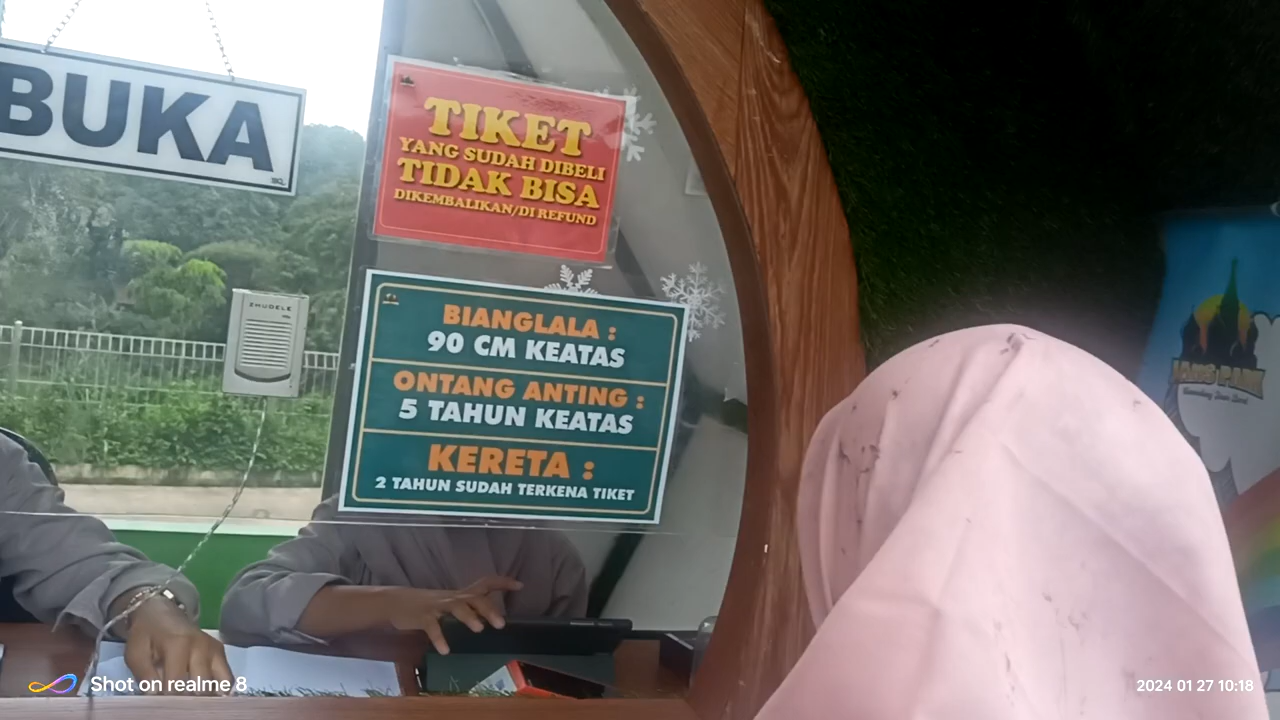 BUKA
TIKET
YANG SUDAH DIBELI
TIDAK BISA
DIKEMBALIKAN/DI REFUND
BIANGLALA :
90 CM KEATAS
ONTANG ANTING :
5 TAHUN KEATAS
KERETA :
2 TAHUN SUDAH TERKENA TIKET
ZHUDELE
Shot on realme 8
2024 01 27 10:18